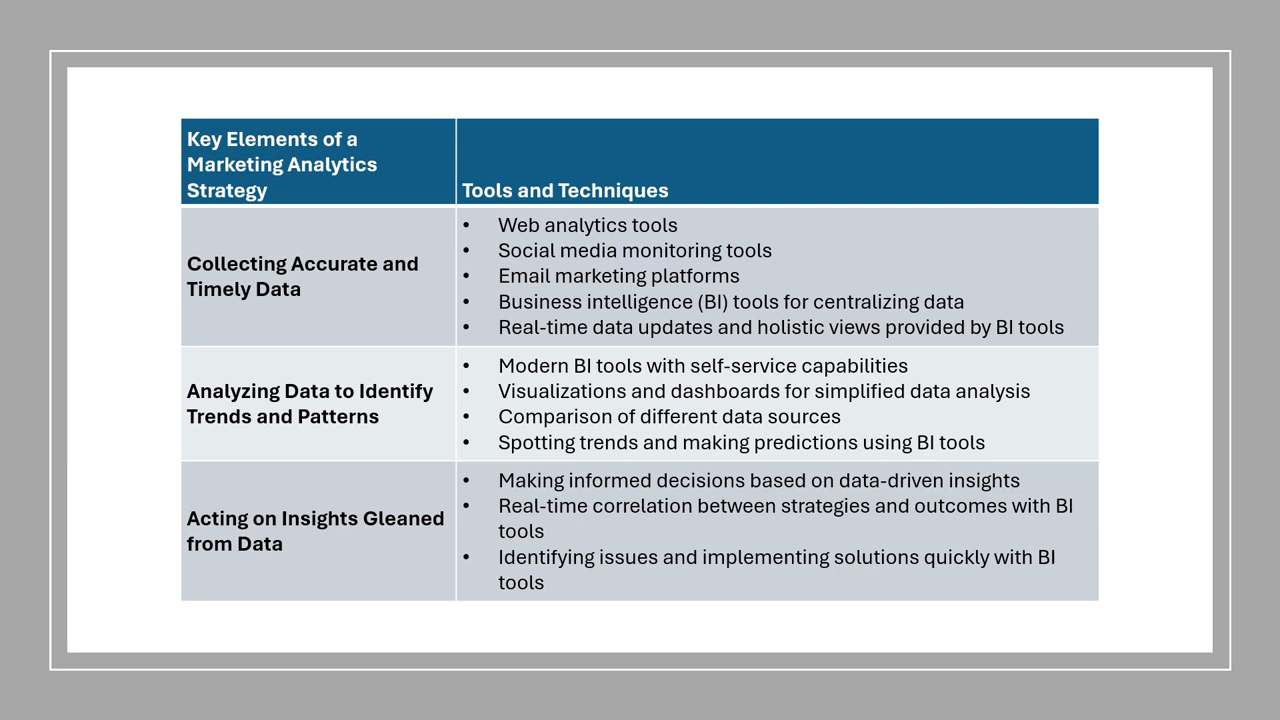 Key Elements of a
Marketing Analytics
Strategy
Tools and Techniques
Collecting Accurate and
Timely Data
• Web analytics tools
• Social media monitoring tools
• Email marketing platforms
• Business intelligence (BI) tools for centralizing data
• Real-time data updates and holistic views provided by BI tools
Analyzing Data to Identify
Trends and Patterns
• Modern BI tools with self-service capabilities
• Visualizations and dashboards for simplified data analysis
• Comparison of different data sources
• Spotting trends and making predictions using BI tools
Acting on Insights Gleaned
from Data
• Making informed decisions based on data-driven insights
• Real-time correlation between strategies and outcomes with BI
tools
• Identifying issues and implementing solutions quickly with BI
tools